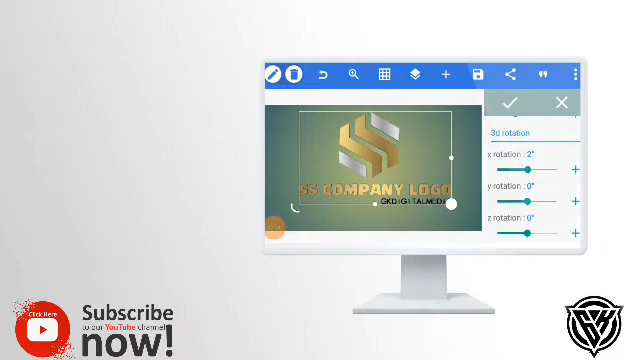 3d rotation
x rotation : 2°
y rotation : 0°
z rotation : 0°
SS COMPANY LOGO
GKDIGITALMEDI
Click Here
Subscribe
to our YouTube channel
now!